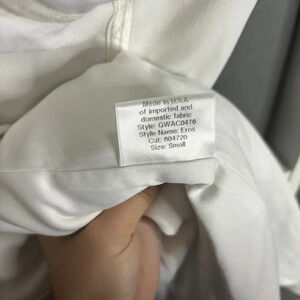 Made in U.S.A
of imported and
domestic fabric
Style: GWAC0476
Style Name: Eros
Cut: 604720
Size: Small